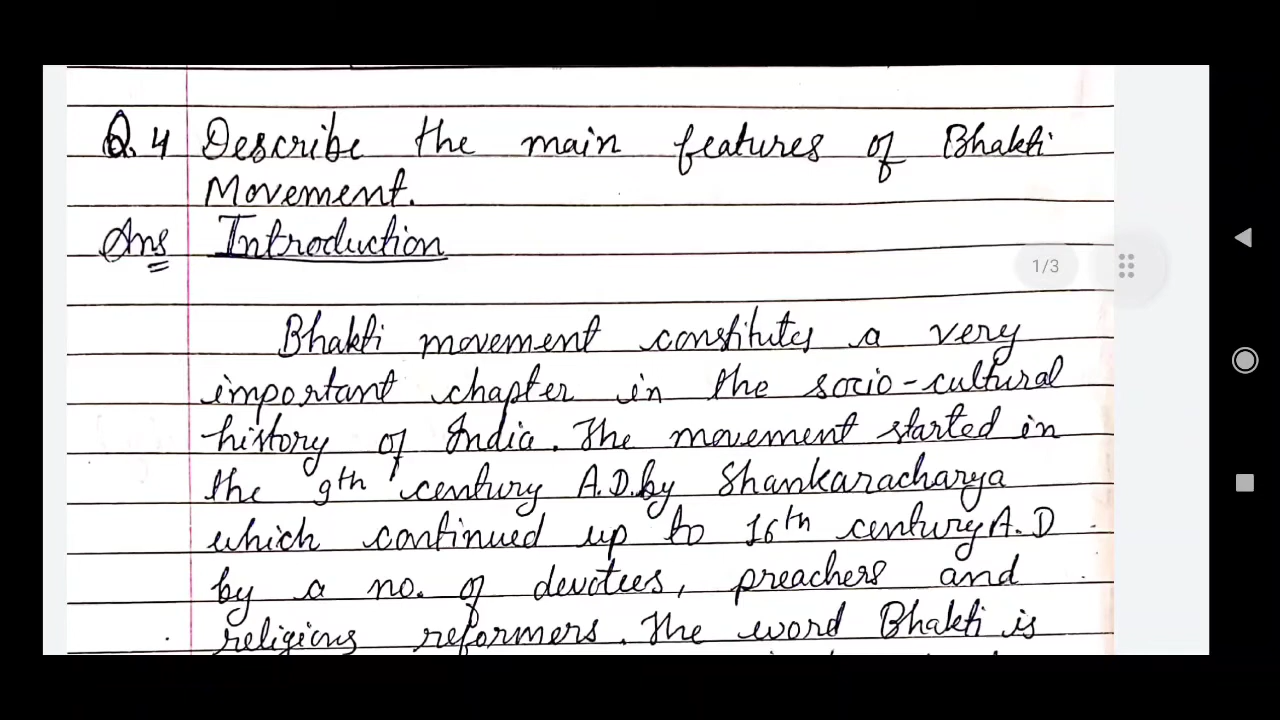 Q.4 Describe the main features of Bhakti
Movement.
Ans Introduction
1/3
Bhakti movement constitutes a very
important chapter in the socio-cultural
history of India. The movement started in
the 9th century A.D. by Shankaracharya
which continued up to 16th century A.D
by a no. of devotees, preachers and
religious reformers. The word Bhakti is